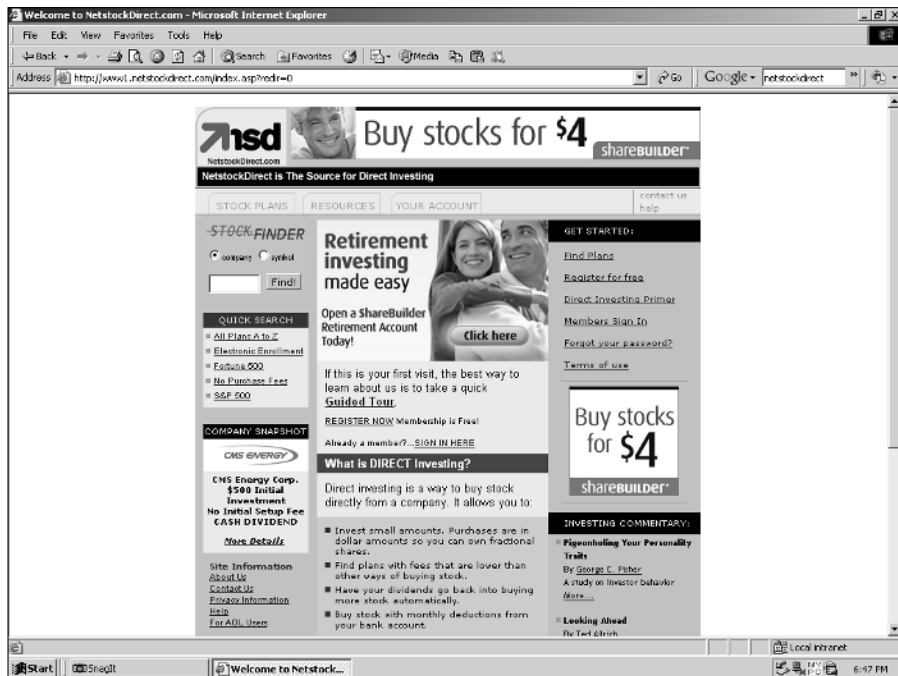 Welcome to NetstockDirect.com - Microsoft Internet Explorer
File Edit View Favorites Tools Help
Back Search Favorites Media
Address http://www1.netstockdirect.com/index.asp?redir=0 Go Google netstockdirect »
nsd
NetstockDirect.com
Buy stocks for $4
shareBUILDER
NetstockDirect is The Source for Direct Investing
STOCK PLANS RESOURCES YOUR ACCOUNT
contact us
help
STOCK FINDER
company symbol
Find!
QUICK SEARCH
All Plans A to Z
Electronic Enrollment
Fortune 500
No Purchase Fees
S&P 500
COMPANY SNAPSHOT
CMS ENERGY
CMS Energy Corp.
$500 Initial
Investment
No Initial Setup Fee
CASH DIVIDEND
More Details
Site Information
About Us
Contact Us
Privacy Information
Help
For AOL Users
Retirement
investing
made easy
Open a ShareBuilder
Retirement Account
Today!
Click here
If this is your first visit, the best way to
learn about us is to take a quick
Guided Tour.
REGISTER NOW Membership is Free!
Already a member?...SIGN IN HERE
What is DIRECT Investing?
Direct investing is a way to buy stock
directly from a company. It allows you to:
Invest small amounts. Purchases are in
dollar amounts so you can own fractional
shares.
Find plans with fees that are lower than
other ways of buying stock.
Have your dividends go back into buying
more stock automatically.
Buy stock with monthly deductions from
your bank account.
GET STARTED:
Find Plans
Register for free
Direct Investing Primer
Members Sign In
Forgot your password?
Terms of use
Buy stocks
for $4
shareBUILDER
INVESTING COMMENTARY:
Pigeonholing Your Personality
Traits
By George C. Fisher
A study on investor behavior
More...
Looking Ahead
By Ted Allrich
Local intranet
Start SnagIt Welcome to Netstock... 6:47 PM